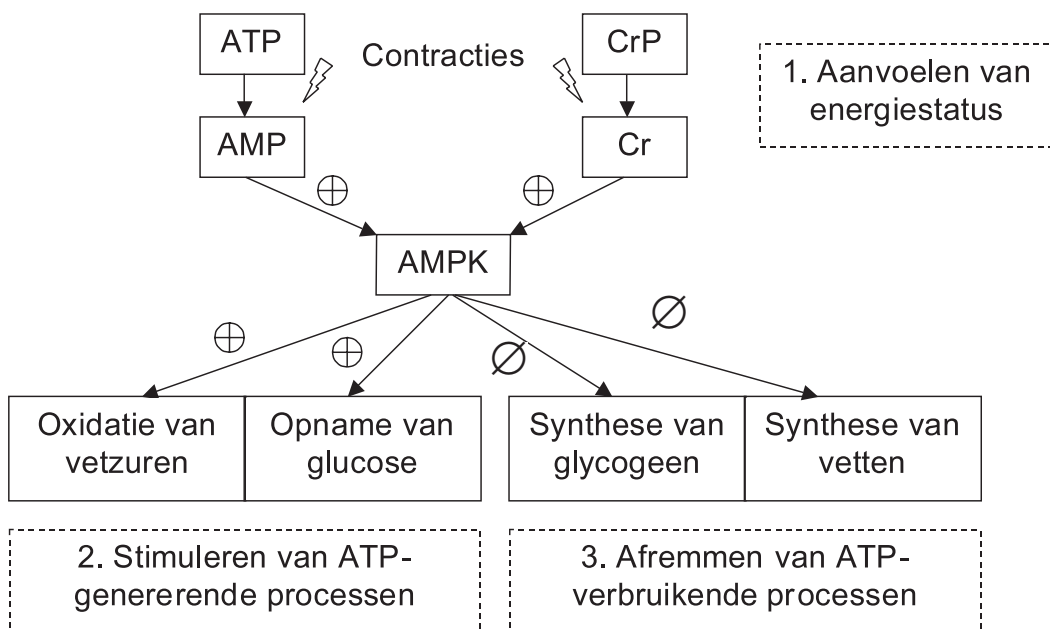 ATP
Contracties
CrP
1. Aanvoelen van
energiestatus
AMP
Cr
AMPK
Oxidatie van
vetzuren
Opname van
glucose
Synthese van
glycogeen
Synthese van
vetten
2. Stimuleren van ATP-
genererende processen
3. Afremmen van ATP-
verbruikende processen